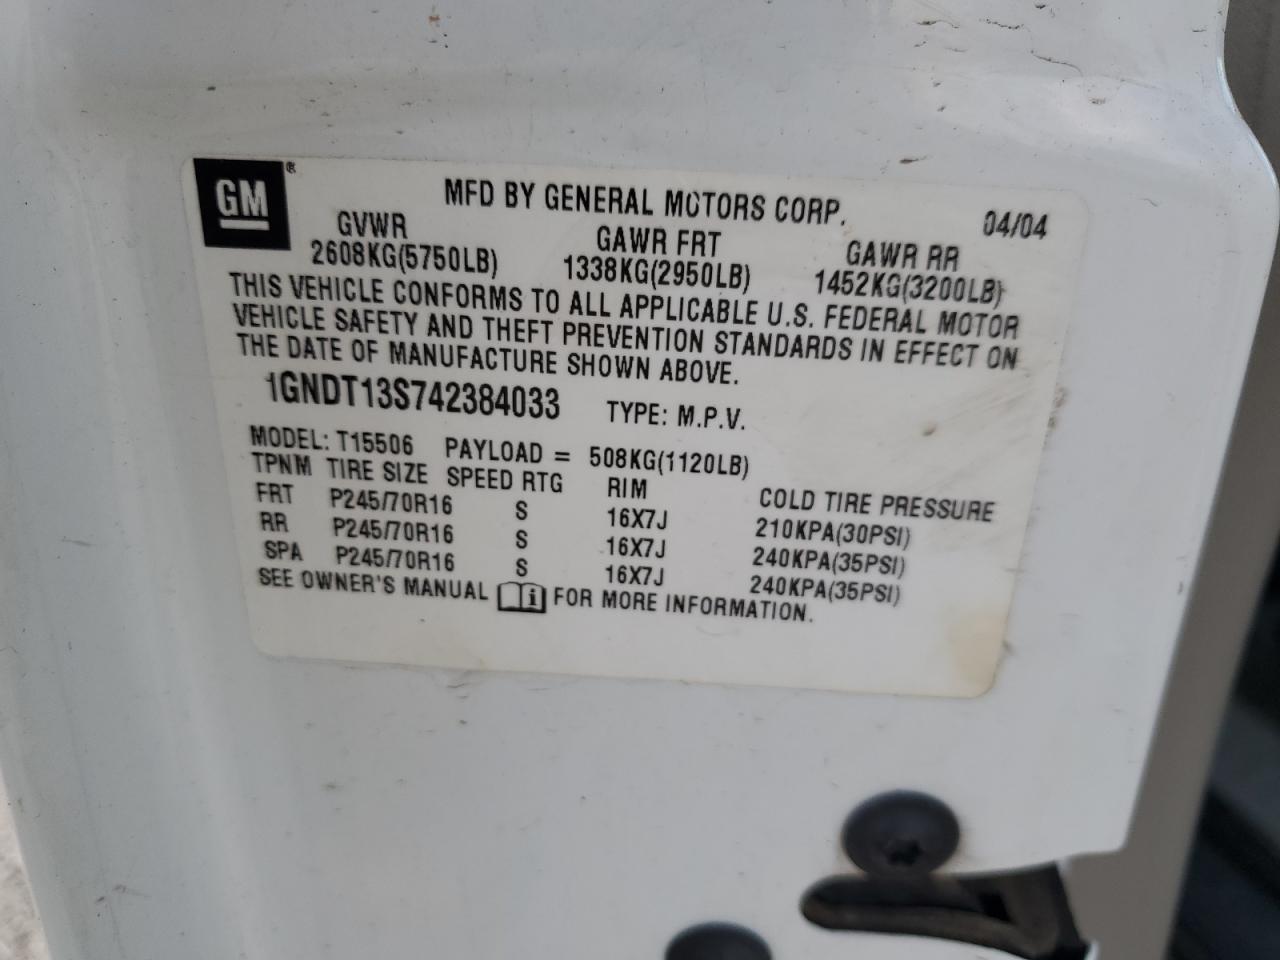 GM®
MFD BY GENERAL MOTORS CORP. 04/04
GVWR GAWR FRT GAWR RR
2608KG(5750LB) 1338KG(2950LB) 1452KG(3200LB)
THIS VEHICLE CONFORMS TO ALL APPLICABLE U.S. FEDERAL MOTOR
VEHICLE SAFETY AND THEFT PREVENTION STANDARDS IN EFFECT ON
THE DATE OF MANUFACTURE SHOWN ABOVE.
1GNDT13S742384033 TYPE: M.P.V.
MODEL: T15506 PAYLOAD = 508KG(1120LB)
TPNM TIRE SIZE SPEED RTG RIM COLD TIRE PRESSURE
FRT P245/70R16 S 16X7J 210KPA(30PSI)
RR P245/70R16 S 16X7J 240KPA(35PSI)
SPA P245/70R16 S 16X7J 240KPA(35PSI)
SEE OWNER'S MANUAL i FOR MORE INFORMATION.